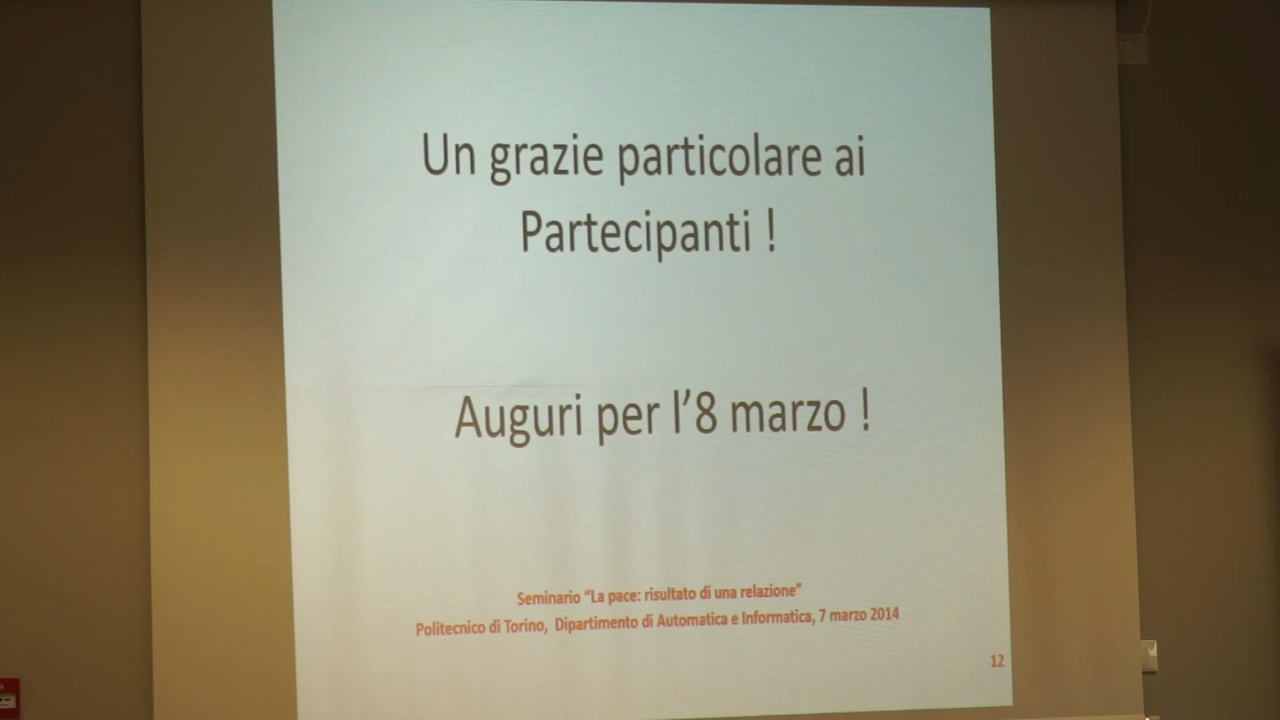 Un grazie particolare ai
Partecipanti !
Auguri per l’8 marzo !
Seminario “La pace: risultato di una relazione”
Politecnico di Torino, Dipartimento di Automatica e Informatica, 7 marzo 2014
12